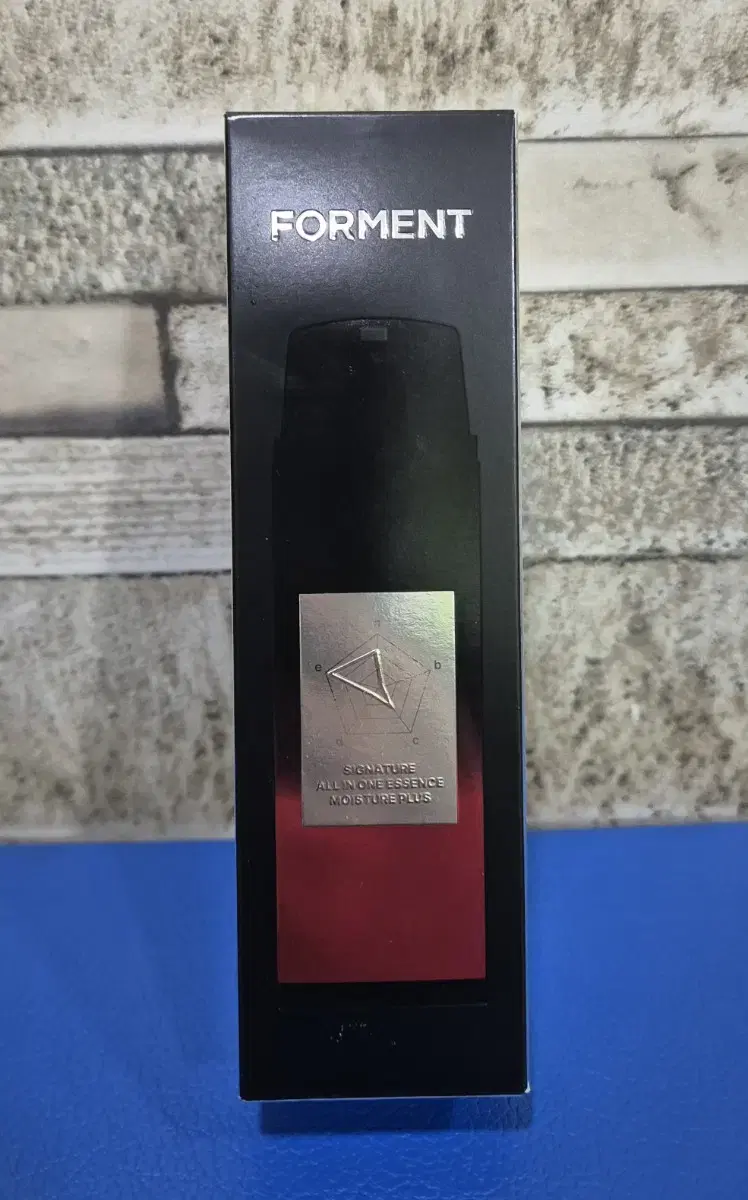 FORMENT
e
b
c
SIGNATURE
ALL IN ONE ESSENCE
MOISTURE PLUS